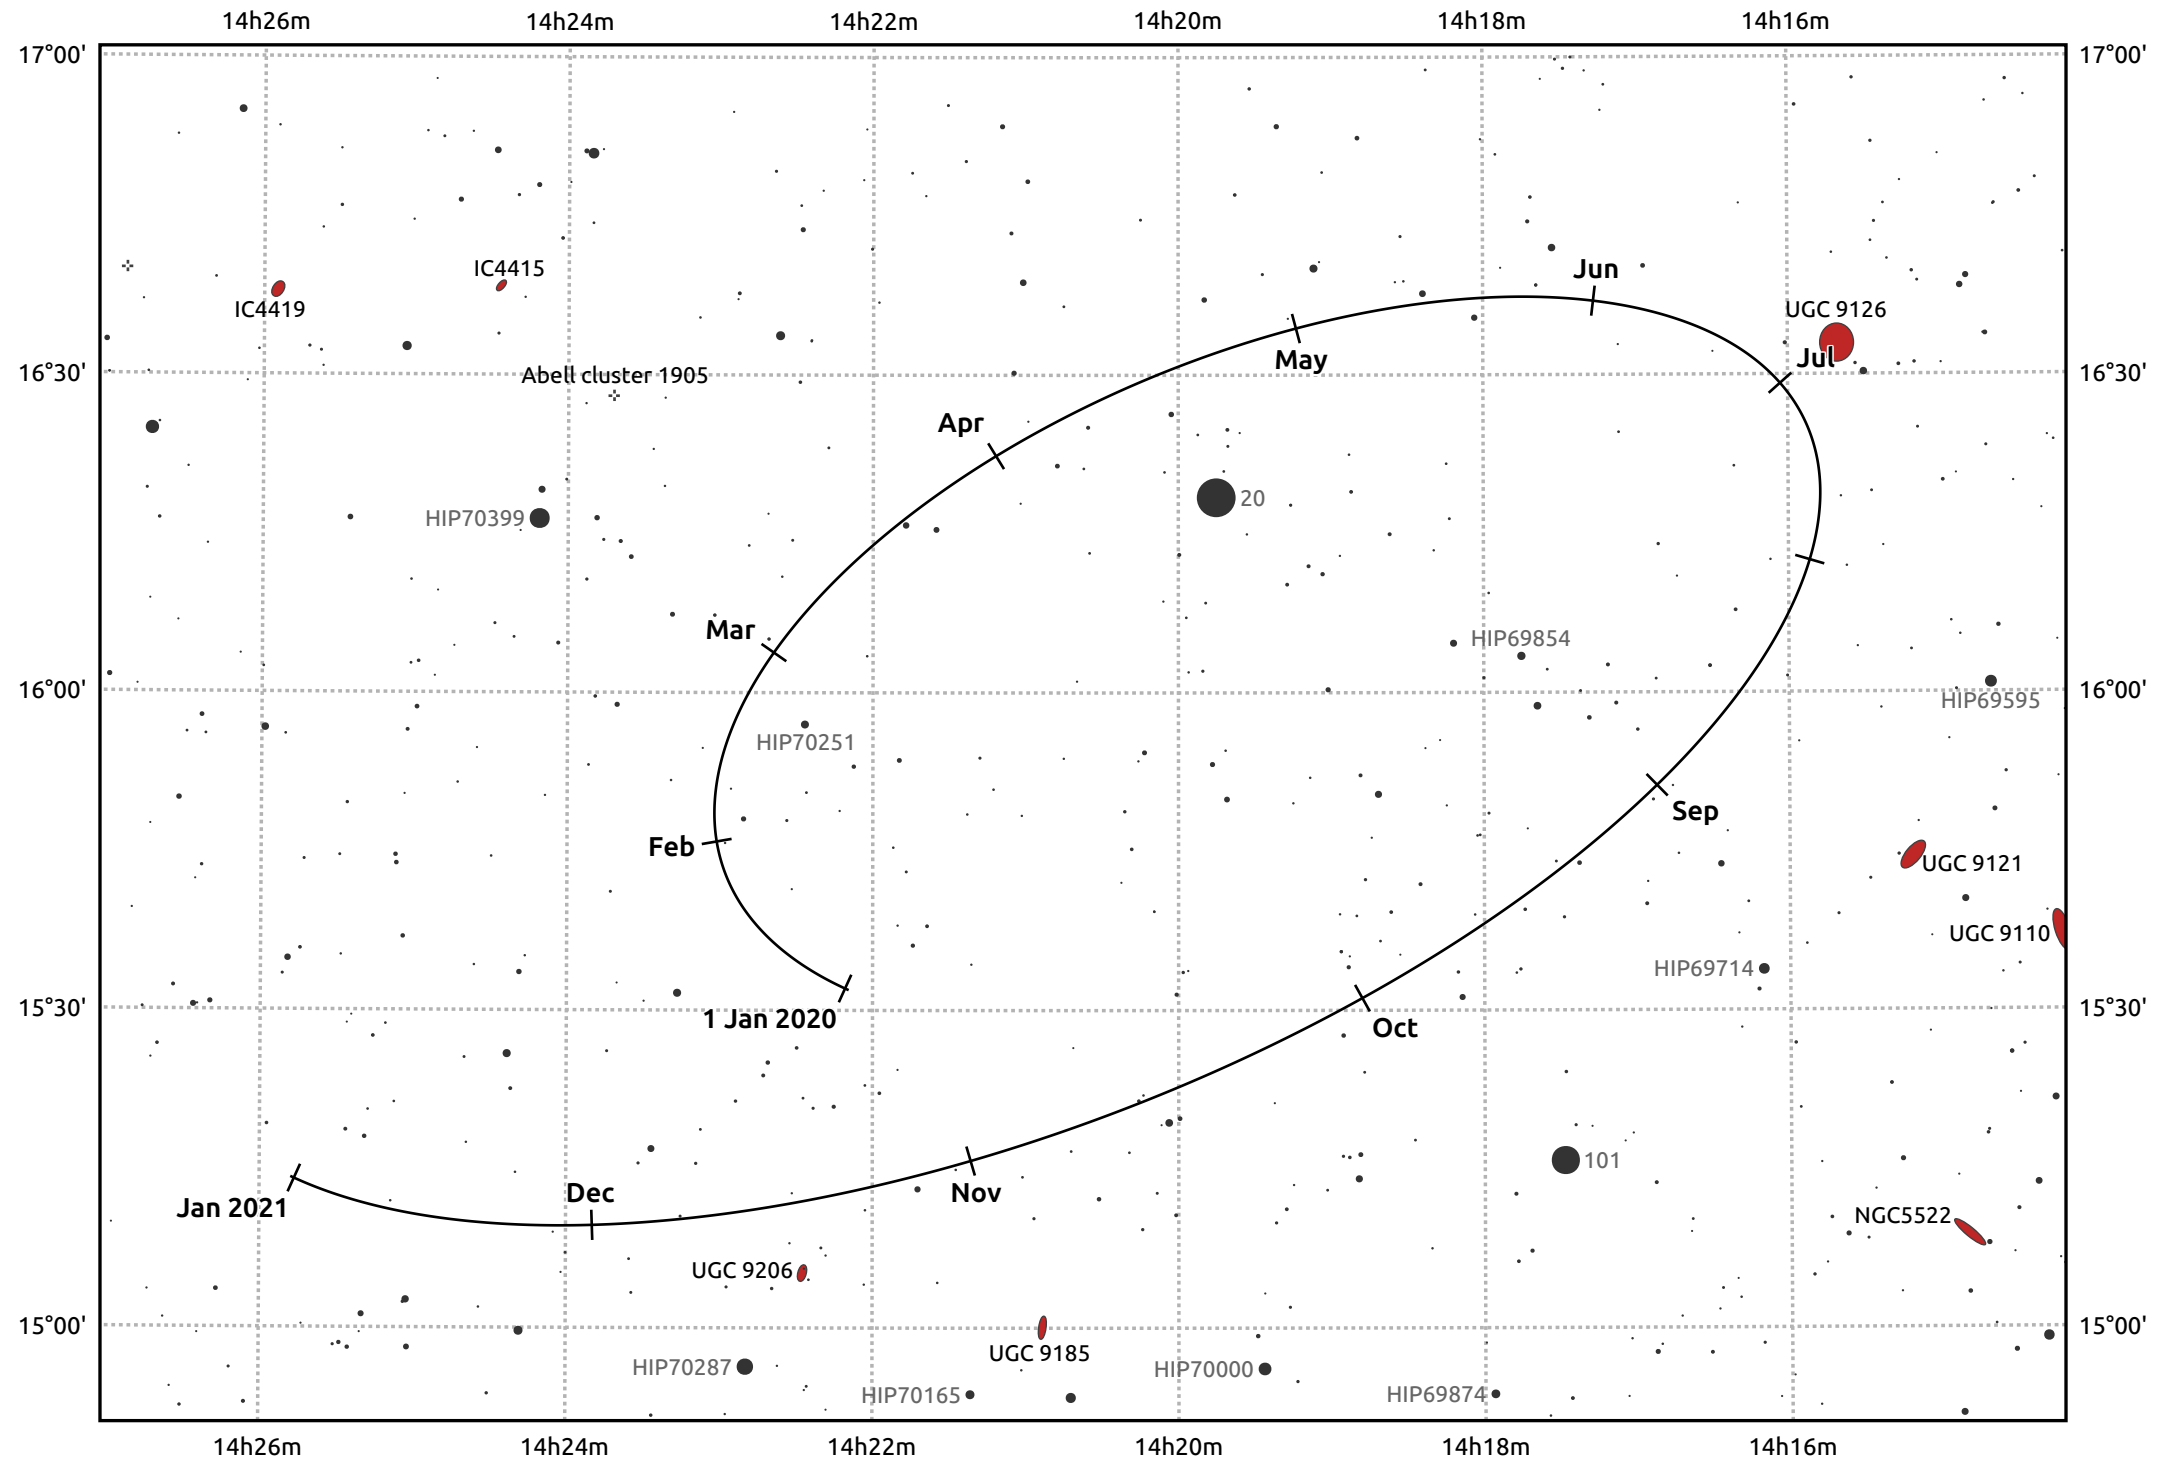 14h26m 14h24m 14h22m 14h20m 14h18m 14h16m
17°00' 17°00'
IC4415
Jun
IC4419
UGC 9126
May
Jul
16°30' Abell cluster 1905 16°30'
Apr
HIP70399
20
Mar
HIP69854
16°00' 16°00'
HIP69595
HIP70251
Sep
Feb
UGC 9121
UGC 9110
HIP69714
15°30' 15°30'
1 Jan 2020
Oct
101
Dec
Nov
Jan 2021
NGC5522
UGC 9206
15°00' 15°00'
UGC 9185
HIP70287
HIP70000
HIP70165
HIP69874
14h26m 14h24m 14h22m 14h20m 14h18m 14h16m